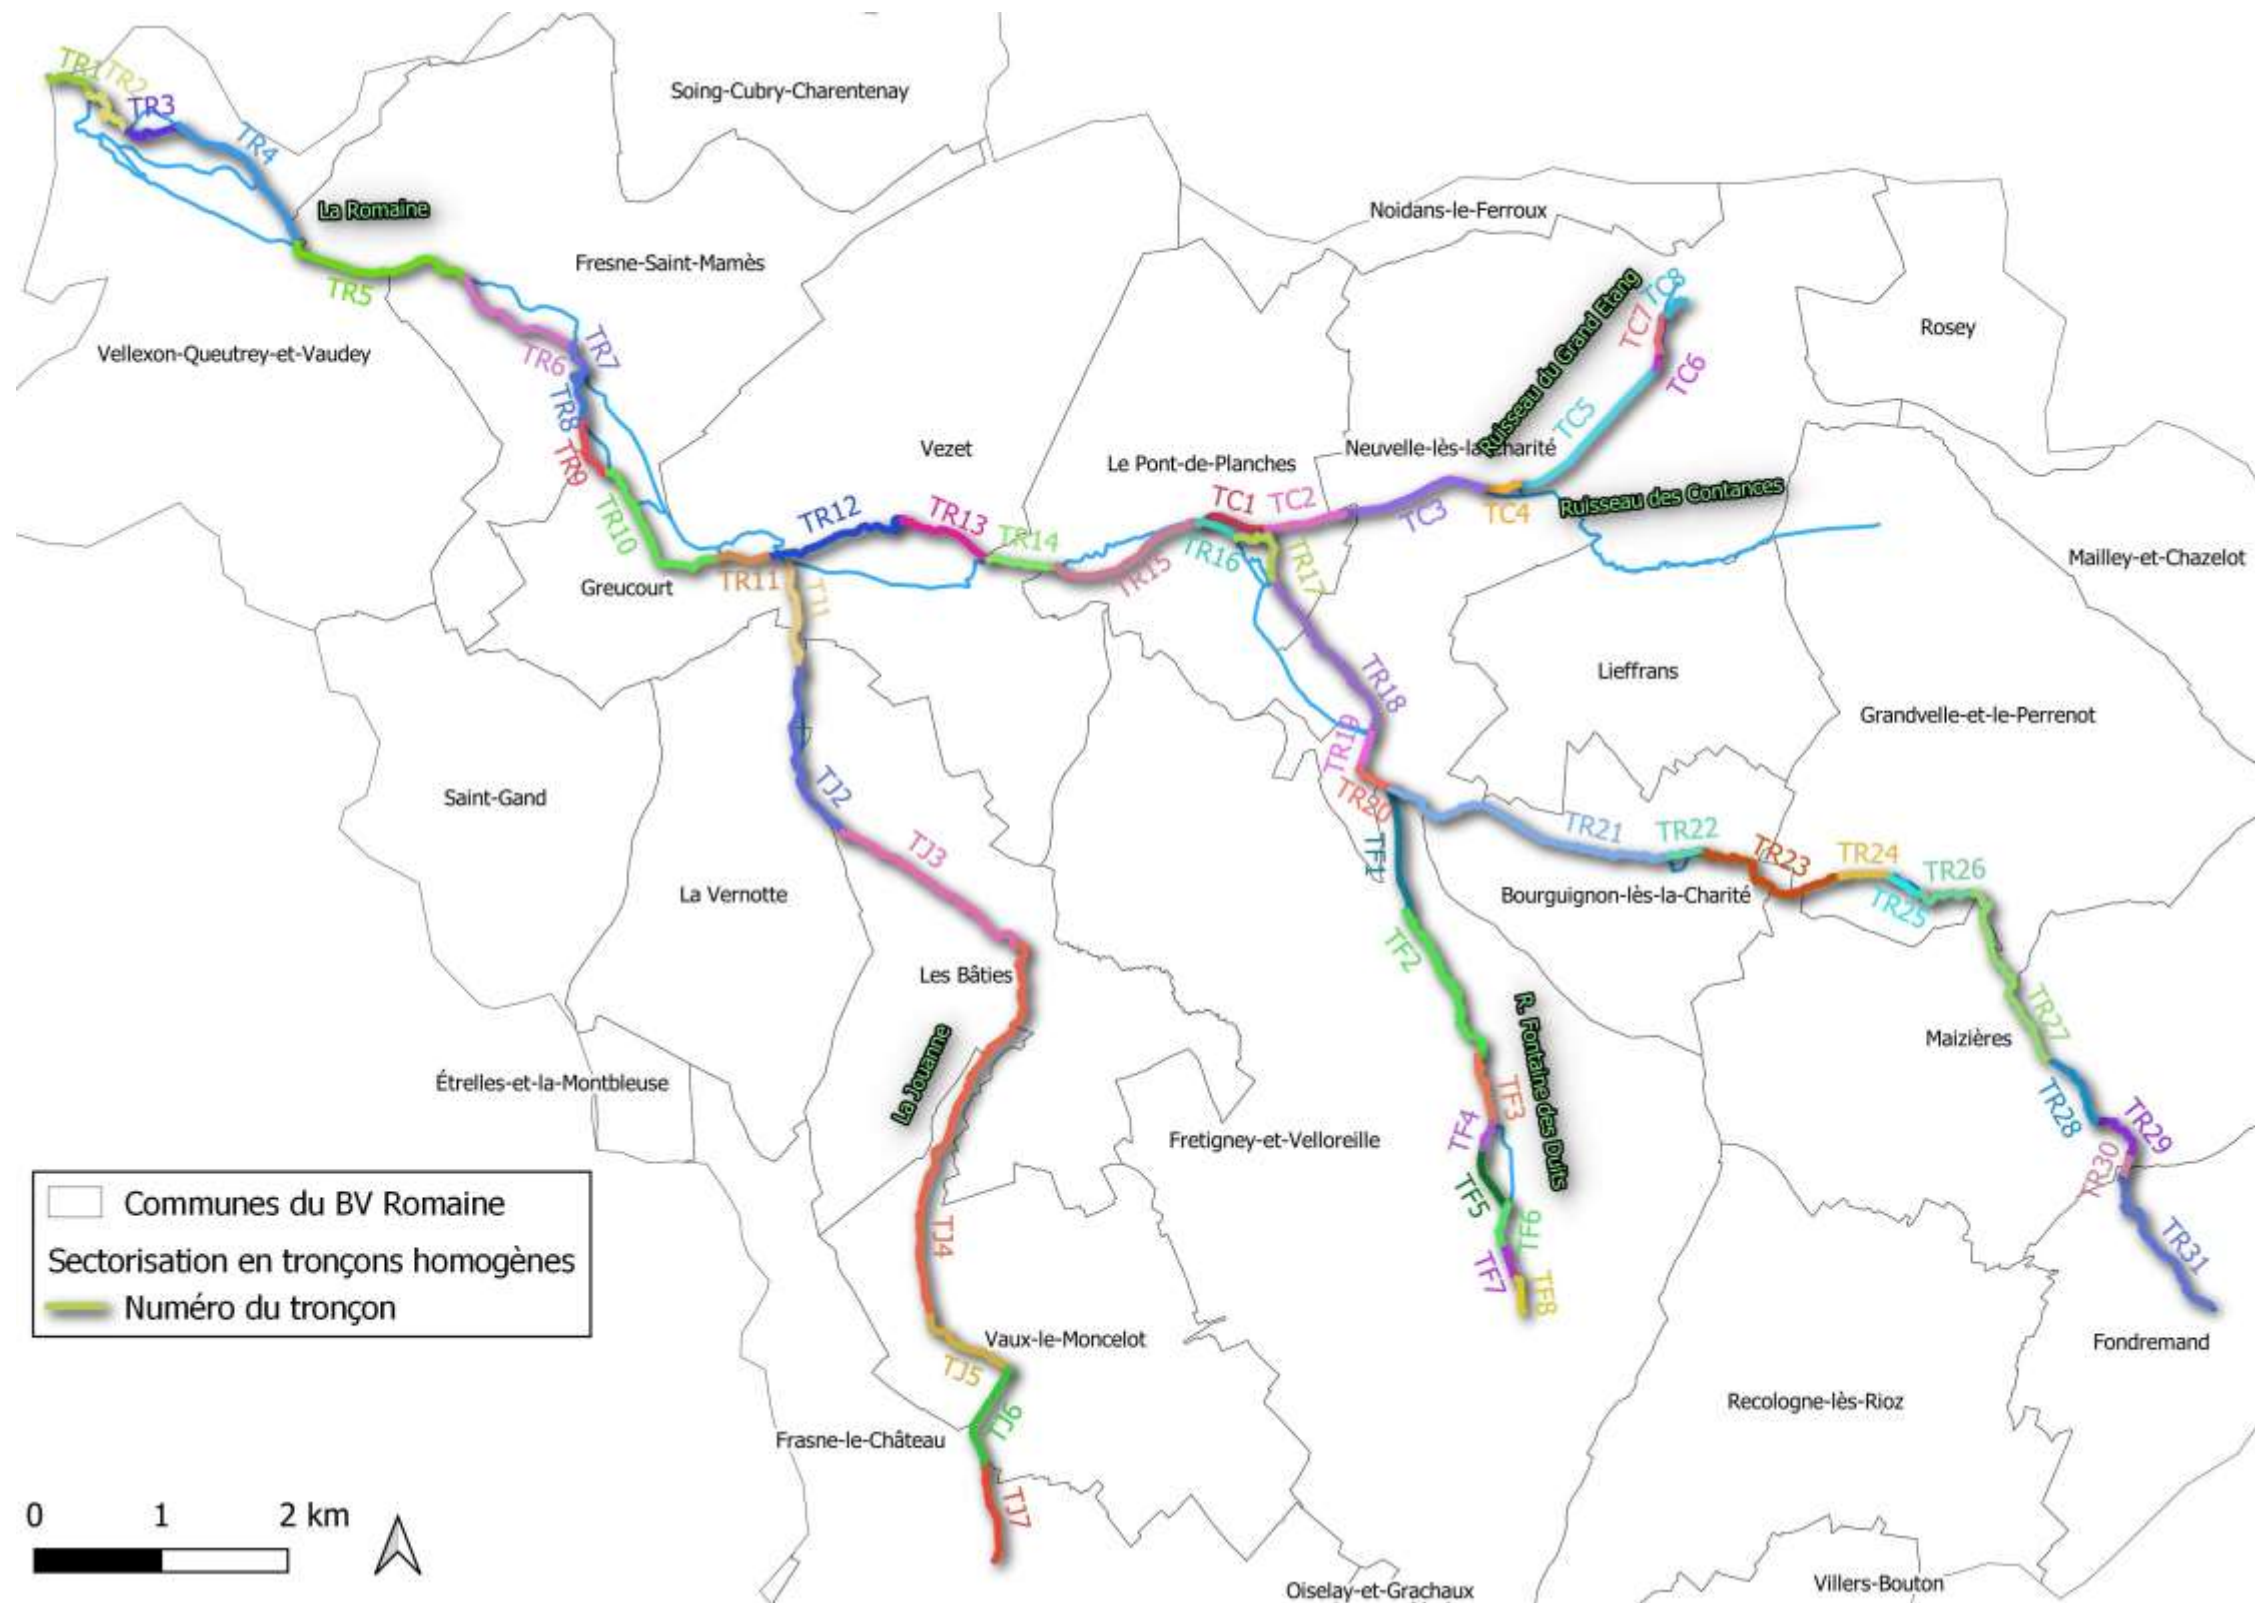 TR1
TR2
TR3
TR4
Soing-Cubry-Charentenay
La Romaine
Noidans-le-Ferroux
Fresne-Saint-Mamès
TR5
Ruisseau du Grand Etang
TC8
TC7
TC6
TC5
Rosey
Vellexon-Queutrey-et-Vaudey
TR6
TR7
TR8
TR9
TR10
Vezet
Le Pont-de-Planches
Neuvelle-lès-la-Charité
Ruisseau des Contances
TC1
TC2
TC3
TC4
TR12
TR13
TR14
TR15
TR16
TR17
Mailley-et-Chazelot
Greucourt
TR11
TJ1
Lieffrans
TR18
TR19
TR20
Grandvelle-et-le-Perrenot
Saint-Gand
TJ2
TJ3
TF1
TR21
TR22
TR23
TR24
TR25
TR26
La Vernotte
Bourguignon-lès-la-Charité
TF2
Les Bâties
TR27
Maizières
La Jouanne
R. Fontaine des Duits
Étrelles-et-la-Montbleuse
TF3
TF4
TR28
TR29
TR30
Fretigney-et-Velloreille
TF5
TF6
TF7
TF8
TJ4
TR31
Vaux-le-Moncelot
Fondremand
TJ5
TJ6
Recologne-lès-Rioz
Frasne-le-Château
TJ7
Oiselay-et-Grachaux
Villers-Bouton
Communes du BV Romaine
Sectorisation en tronçons homogènes
Numéro du tronçon
0 1 2 km